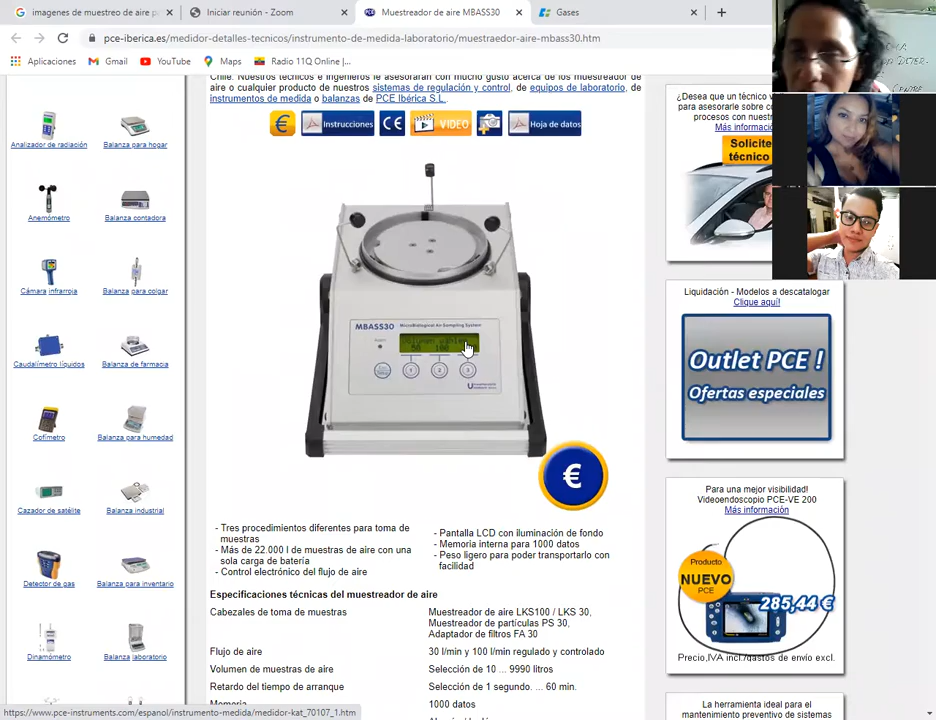 imagenes de muestreo de aire p
Iniciar reunión - Zoom
Muestreador de aire MBASS30
Gases
pce-iberica.es/medidor-detalles-tecnicos/instrumento-de-medida-laboratorio/muestraedor-aire-mbass30.htm
Aplicaciones
Gmail
YouTube
Maps
Radio 11Q Online |...
Chile. Nuestros técnicos e ingenieros le asesorarán con mucho gusto acerca de los muestreador de
aire o cualquier producto de nuestros sistemas de regulación y control, de equipos de laboratorio, de
instrumentos de medida o balanzas de PCE Ibérica S.L.
€
Instrucciones
CE
VIDEO
Hoja de datos
Analizador de radiación
Balanza para hogar
Anemómetro
Balanza contadora
Cámara infrarroja
Balanza para colgar
Caudalímetro líquidos
Balanza de farmacia
Cofímetro
Balanza para humedad
Cazador de satélite
Balanza industrial
Detector de gas
Balanza para inventario
Dinamómetro
Balanza laboratorio
MBASS30
MicroBiological Air Sampling System
1
2
3
€
- Tres procedimientos diferentes para toma de
muestras
- Más de 22.000 l de muestras de aire con una
sola carga de batería
- Control electrónico del flujo de aire
- Pantalla LCD con iluminación de fondo
- Memoria interna para 1000 datos
- Peso ligero para poder transportarlo con
facilidad
Especificaciones técnicas del muestreador de aire
Cabezales de toma de muestras
Muestreador de aire LKS100 / LKS 30,
Muestreador de partículas PS 30,
Adaptador de filtros FA 30
Flujo de aire
30 l/min y 100 l/min regulado y controlado
Volumen de muestras de aire
Selección de 10 ... 9990 litros
Retardo del tiempo de arranque
Selección de 1 segundo. ... 60 min.
Memoria
1000 datos
¿Desea que un técnico v
para asesorarle sobre co
procesos con nuestro
Más informació
Solicite
técnico
Liquidación - Modelos a descatalogar
Clique aquí!
Outlet PCE !
Ofertas especiales
Para una mejor visibilidad!
Videoendoscopio PCE-VE 200
Más información
Producto
NUEVO
PCE
285,44 €
Precio,IVA incl./gastos de envio excl.
La herramienta ideal para el
mantenimiento preventivo de sistemas
https://www.pce-instruments.com/espanol/instrumento-medida/medidor-kat_70107_1.htm